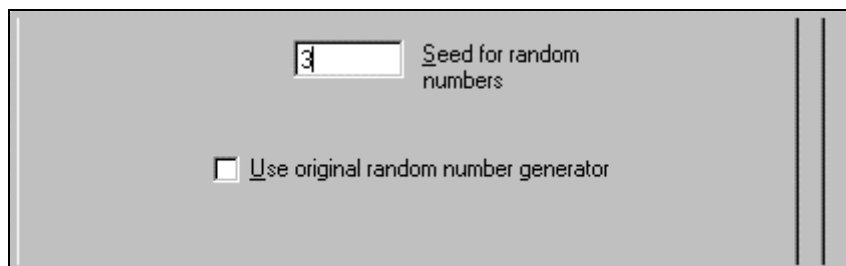 3
Seed for random
numbers
Use original random number generator